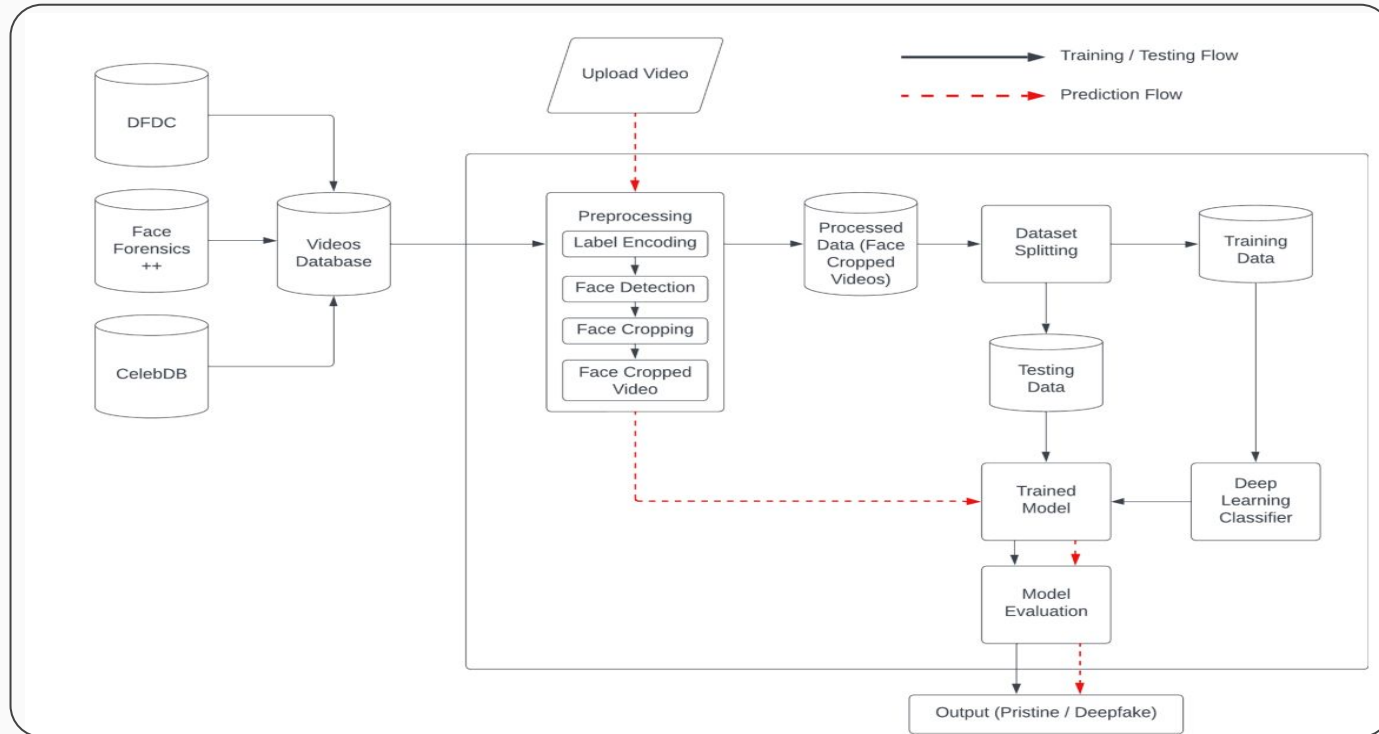 Upload Video
Training / Testing Flow
Prediction Flow
DFDC
Face
Forensics
++
CelebDB
Videos
Database
Preprocessing
Label Encoding
Face Detection
Face Cropping
Face Cropped
Video
Processed
Data (Face
Cropped
Videos)
Dataset
Splitting
Training
Data
Testing
Data
Trained
Model
Deep
Learning
Classifier
Model
Evaluation
Output (Pristine / Deepfake)